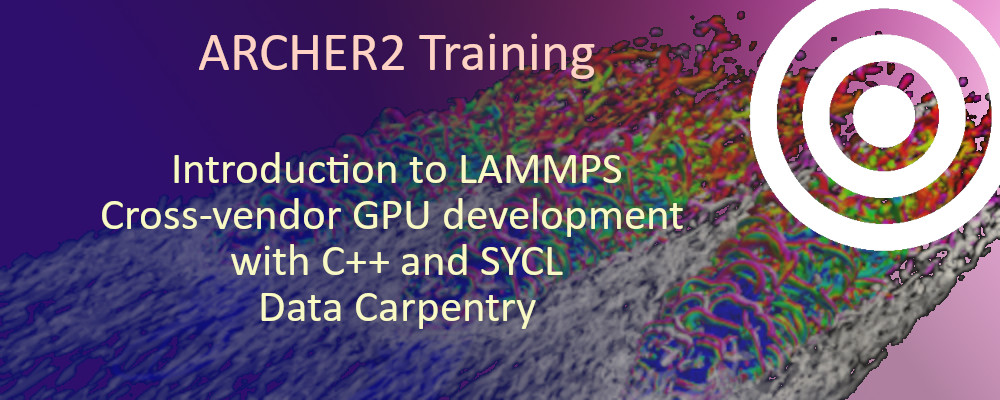 ARCHER2 Training
Introduction to LAMMPS
Cross-vendor GPU development
with C++ and SYCL
Data Carpentry